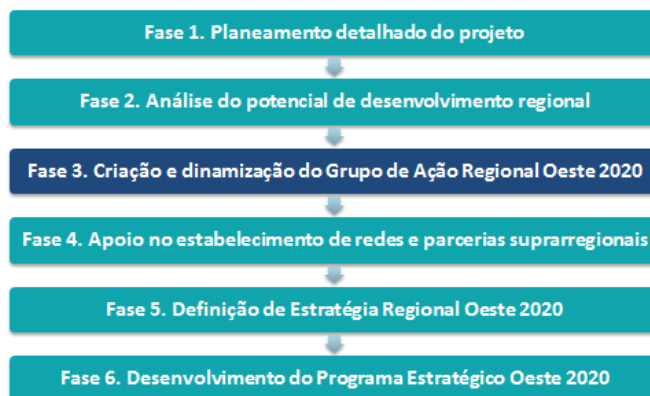 Fase 1. Planeamento detalhado do projeto
Fase 2. Análise do potencial de desenvolvimento regional
Fase 3. Criação e dinamização do Grupo de Ação Regional Oeste 2020
Fase 4. Apoio no estabelecimento de redes e parcerias suprarregionais
Fase 5. Definição de Estratégia Regional Oeste 2020
Fase 6. Desenvolvimento do Programa Estratégico Oeste 2020